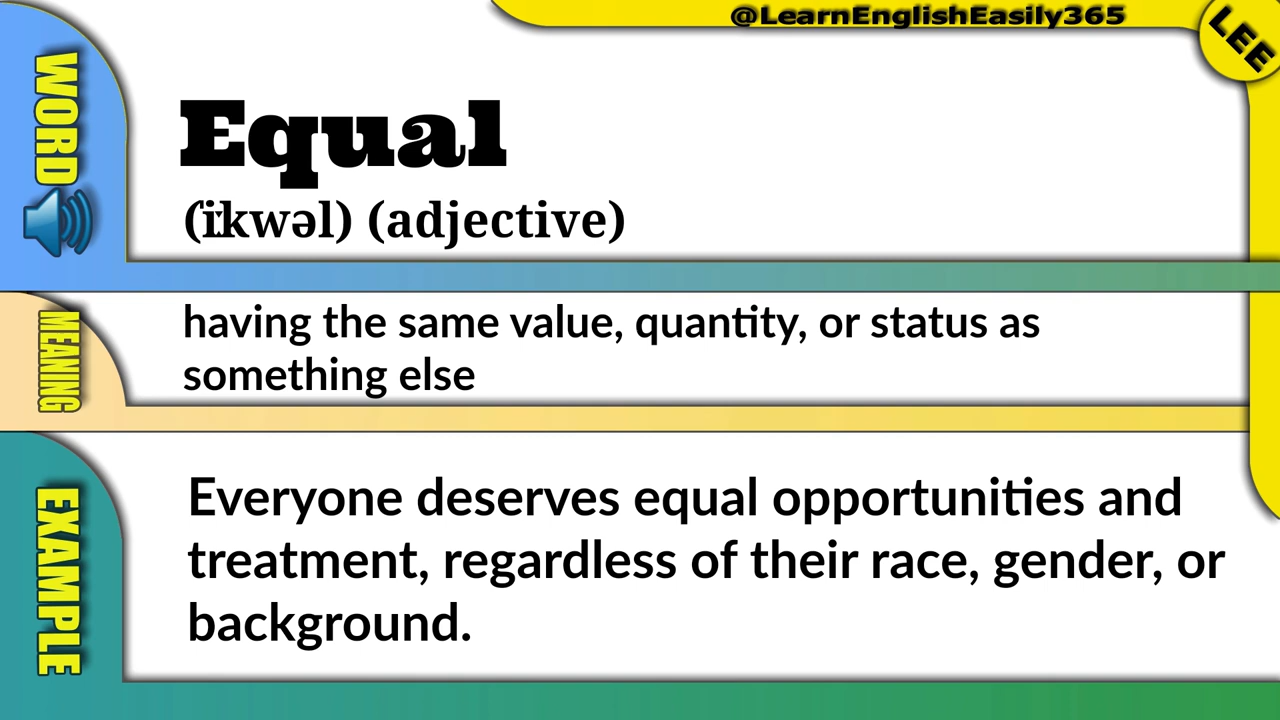 @LearnEnglishEasily365
LEE
WORD
Equal
(ˈïkwəl) (adjective)
MEANING
having the same value, quantity, or status as
something else
EXAMPLE
Everyone deserves equal opportunities and
treatment, regardless of their race, gender, or
background.